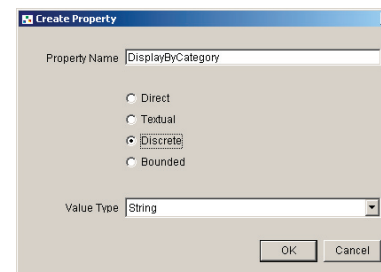 Create Property
Property Name DisplayByCategory
Direct
Textual
Discrete
Bounded
Value Type String
OK Cancel